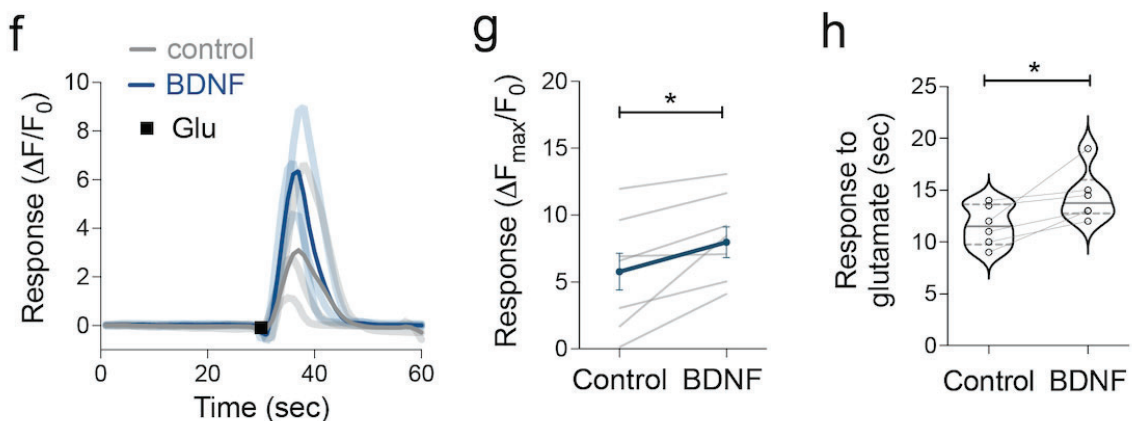 f
control
BDNF
Glu
Response (ΔF/F₀)
10
8
6
4
2
0
0 20 40 60
Time (sec)
g
Response (ΔFmax/F₀)
20
15
10
5
0
*
Control BDNF
h
Response to
glutamate (sec)
25
20
15
10
5
0
*
Control BDNF